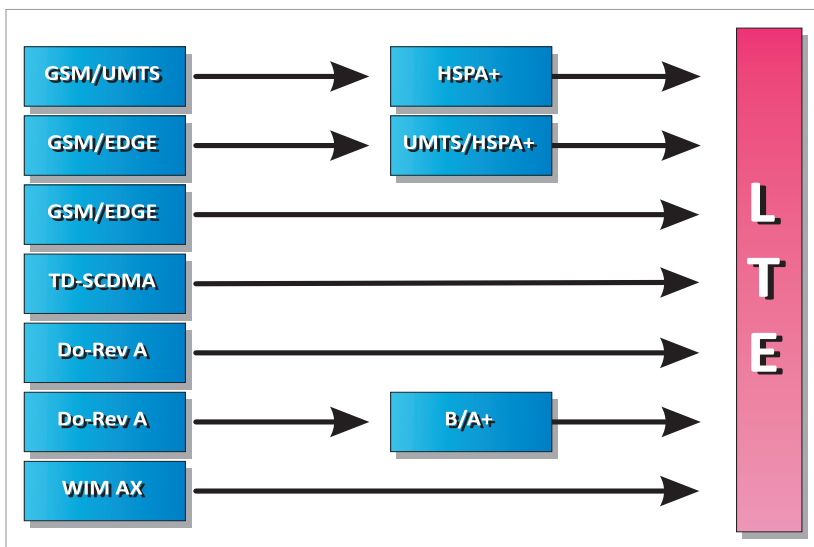 GSM/UMTS
HSPA+
GSM/EDGE
UMTS/HSPA+
GSM/EDGE
TD-SCDMA
Do-Rev A
Do-Rev A
B/A+
WIM AX
L
T
E